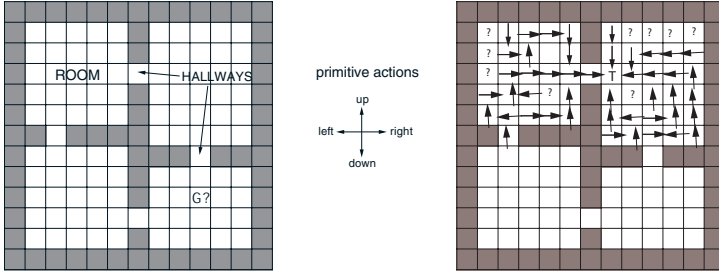 ROOM
HALLWAYS
G?
primitive actions
up
left
right
down
? ? ? ? ?
?
? T
?
?